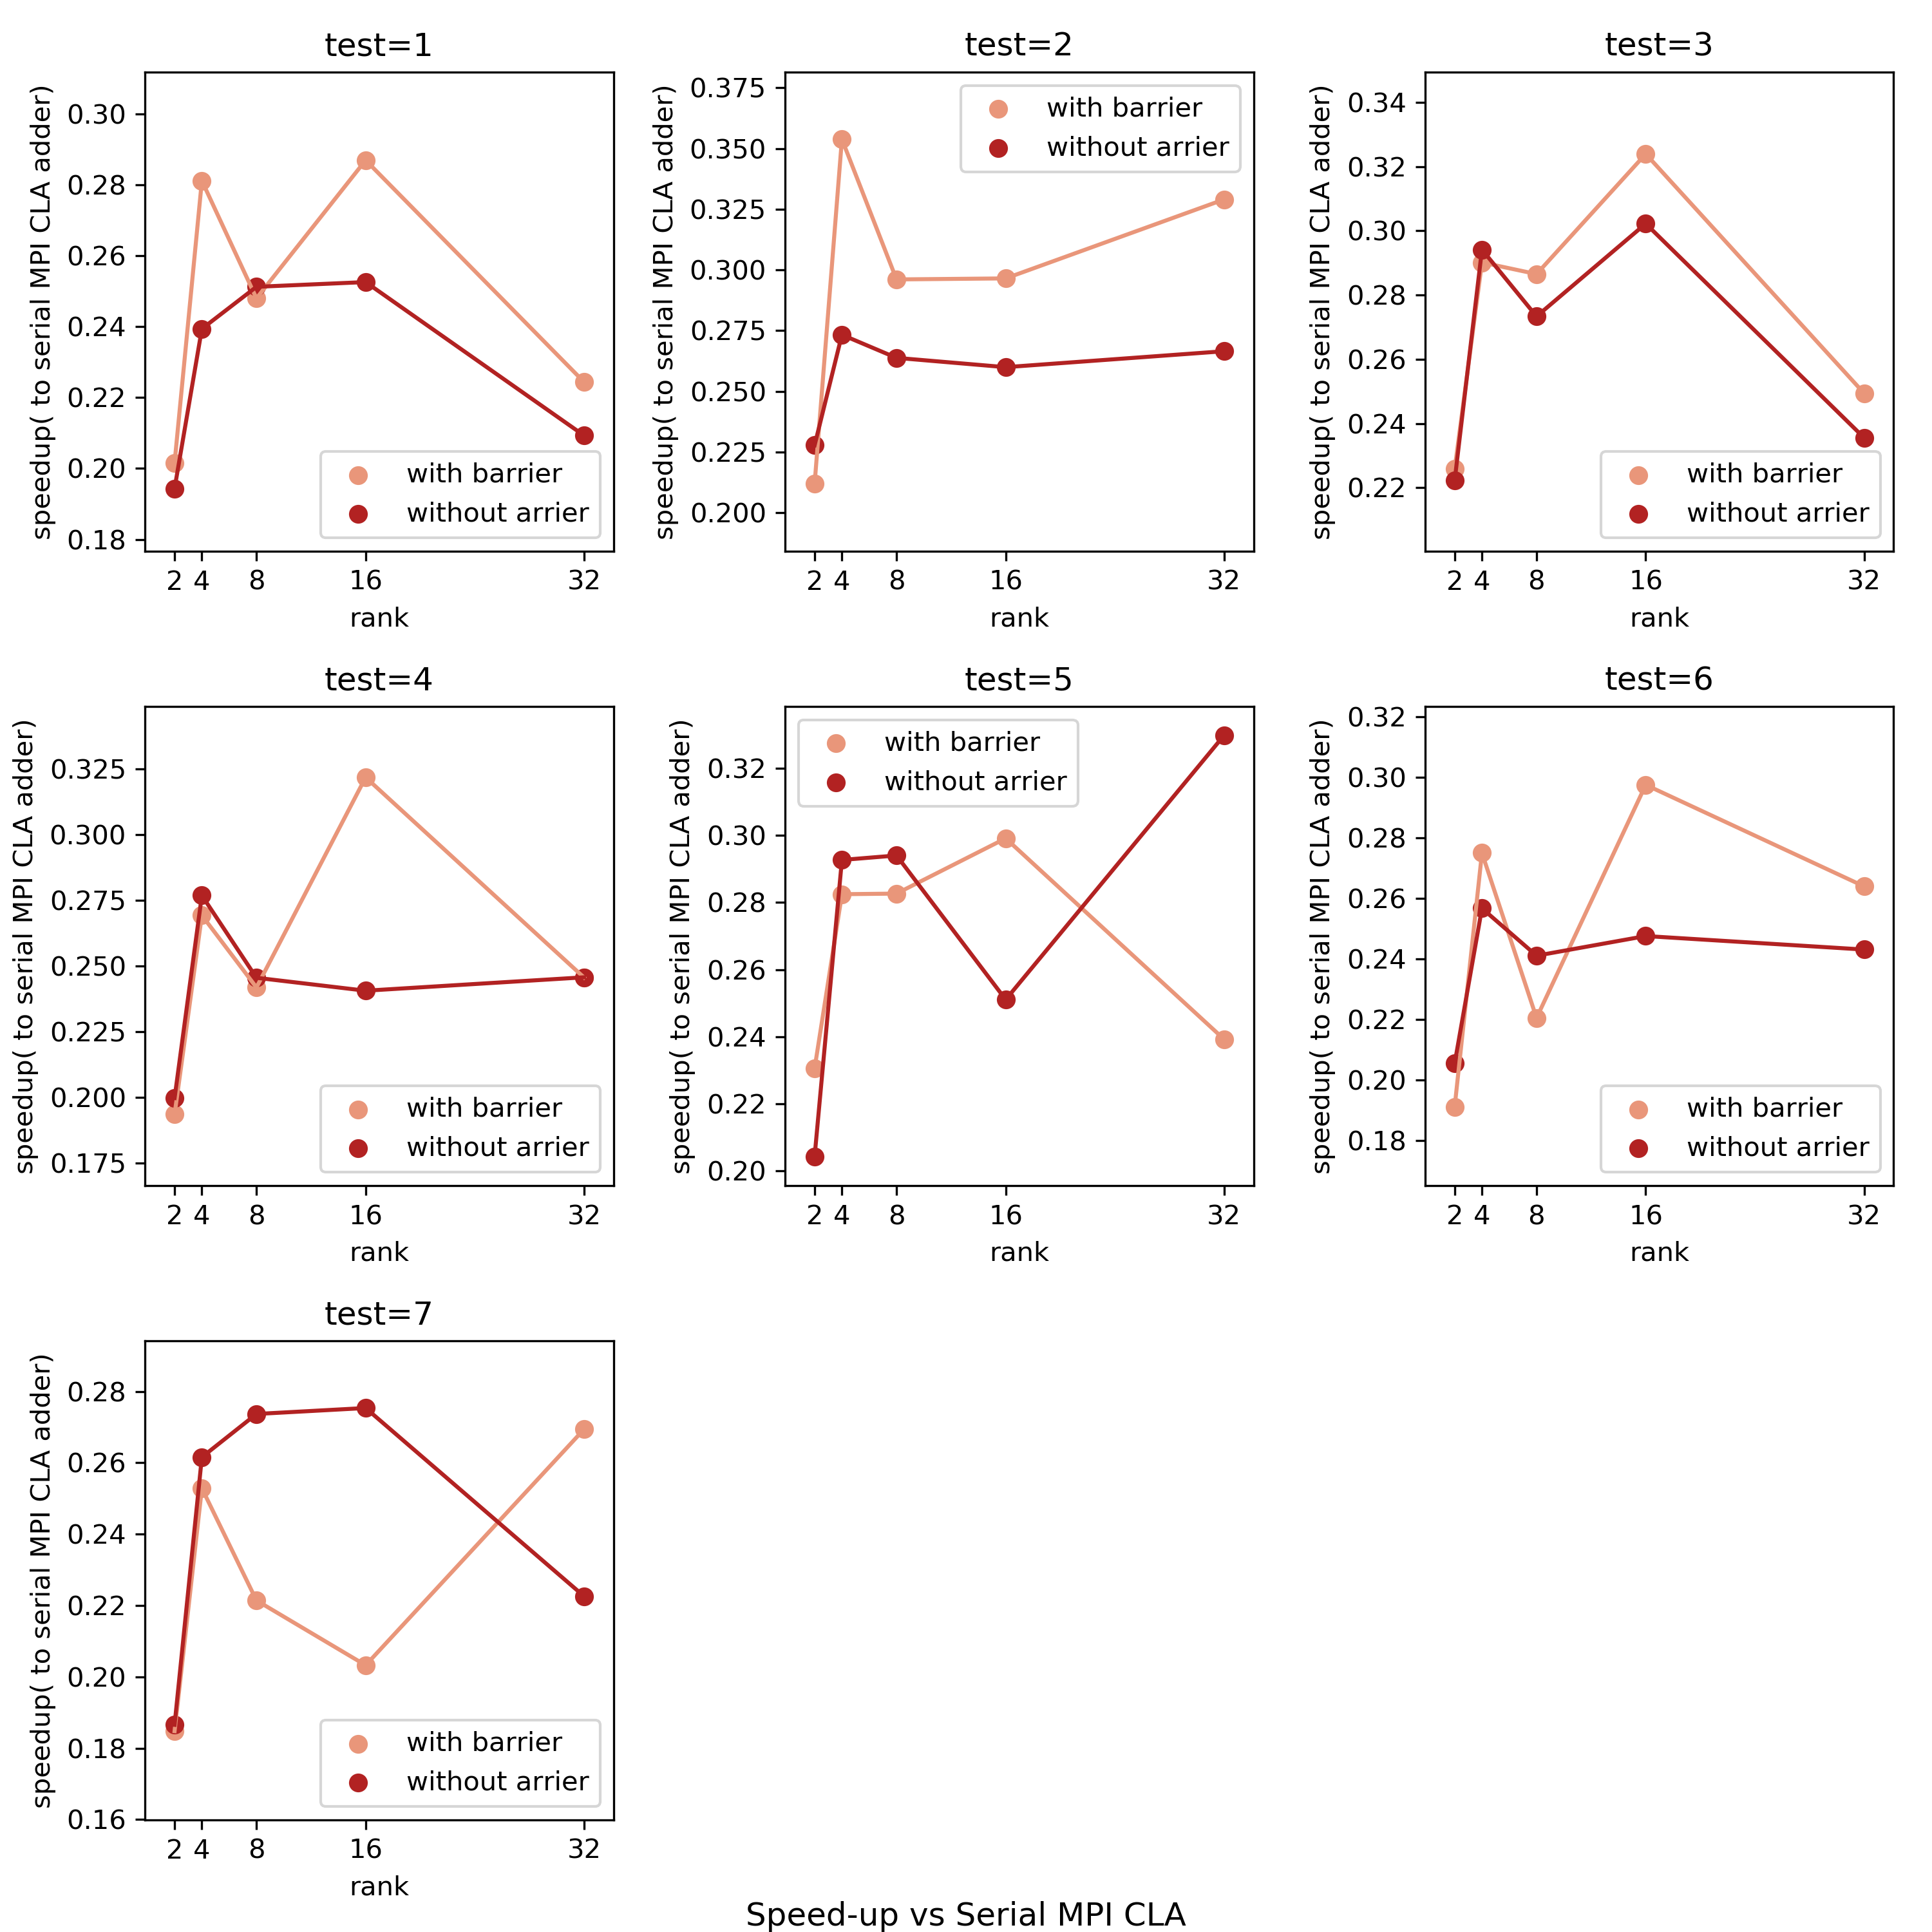 test=1
speedup( to serial MPI CLA adder)
0.30
0.28
0.26
0.24
0.22
0.20
0.18
with barrier
without arrier
2 4 8 16 32
rank
test=2
speedup( to serial MPI CLA adder)
0.375
0.350
0.325
0.300
0.275
0.250
0.225
0.200
with barrier
without arrier
2 4 8 16 32
rank
test=3
speedup( to serial MPI CLA adder)
0.34
0.32
0.30
0.28
0.26
0.24
0.22
with barrier
without arrier
2 4 8 16 32
rank
test=4
speedup( to serial MPI CLA adder)
0.325
0.300
0.275
0.250
0.225
0.200
0.175
with barrier
without arrier
2 4 8 16 32
rank
test=5
speedup( to serial MPI CLA adder)
with barrier
without arrier
0.32
0.30
0.28
0.26
0.24
0.22
0.20
2 4 8 16 32
rank
test=6
speedup( to serial MPI CLA adder)
0.32
0.30
0.28
0.26
0.24
0.22
0.20
0.18
with barrier
without arrier
2 4 8 16 32
rank
test=7
speedup( to serial MPI CLA adder)
0.28
0.26
0.24
0.22
0.20
0.18
0.16
with barrier
without arrier
2 4 8 16 32
rank
Speed-up vs Serial MPI CLA